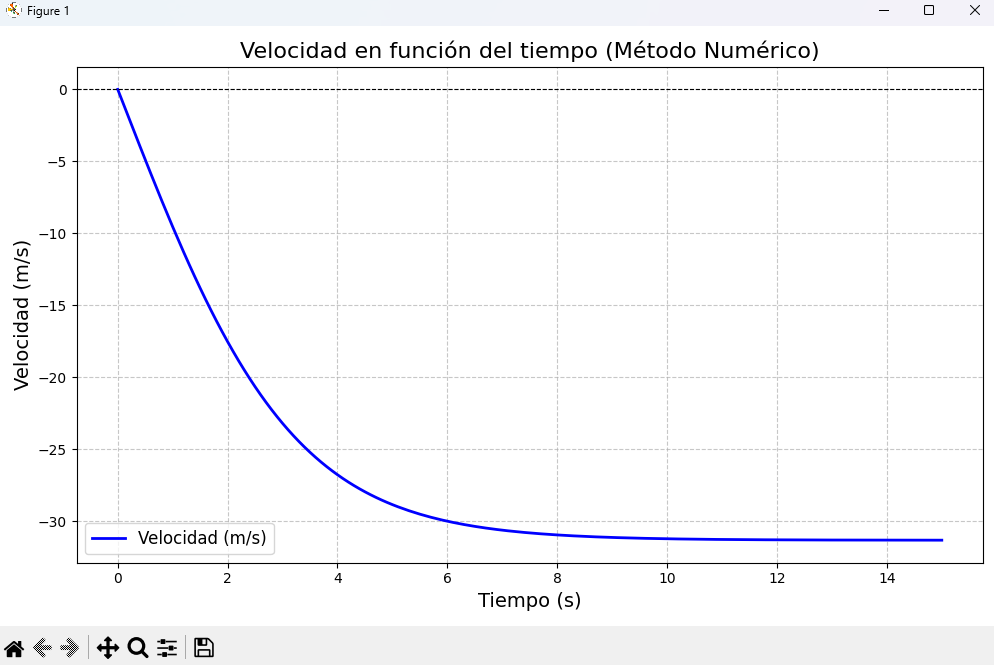 Figure 1
Velocidad en función del tiempo (Método Numérico)
Velocidad (m/s)
0
−5
−10
−15
−20
−25
−30
Velocidad (m/s)
0 2 4 6 8 10 12 14
Tiempo (s)